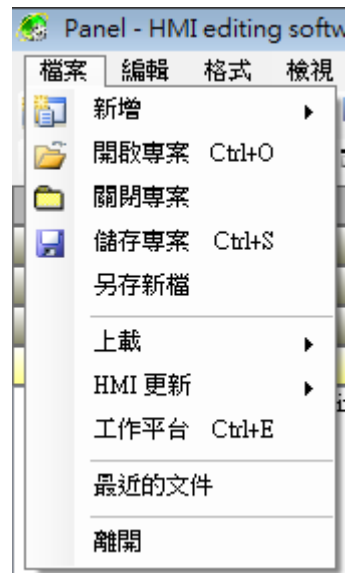 Panel - HMI editing softw
檔案 編輯 格式 檢視
新增
開啟專案 Ctrl+O
關閉專案
儲存專案 Ctrl+S
另存新檔
上載
HMI 更新
工作平台 Ctrl+E
最近的文件
離開